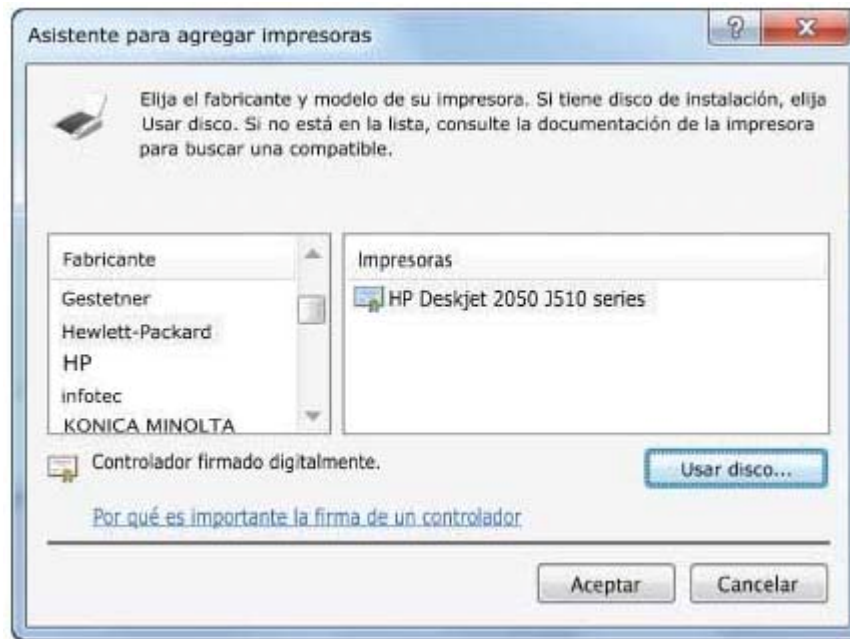 Asistente para agregar impresoras
Elija el fabricante y modelo de su impresora. Si tiene disco de instalación, elija
Usar disco. Si no está en la lista, consulte la documentación de la impresora
para buscar una compatible.
Fabricante
Gestetner
Hewlett-Packard
HP
infotec
KONICA MINOLTA
Impresoras
HP Deskjet 2050 J510 series
Controlador firmado digitalmente.
Usar disco...
Por qué es importante la firma de un controlador
Aceptar
Cancelar